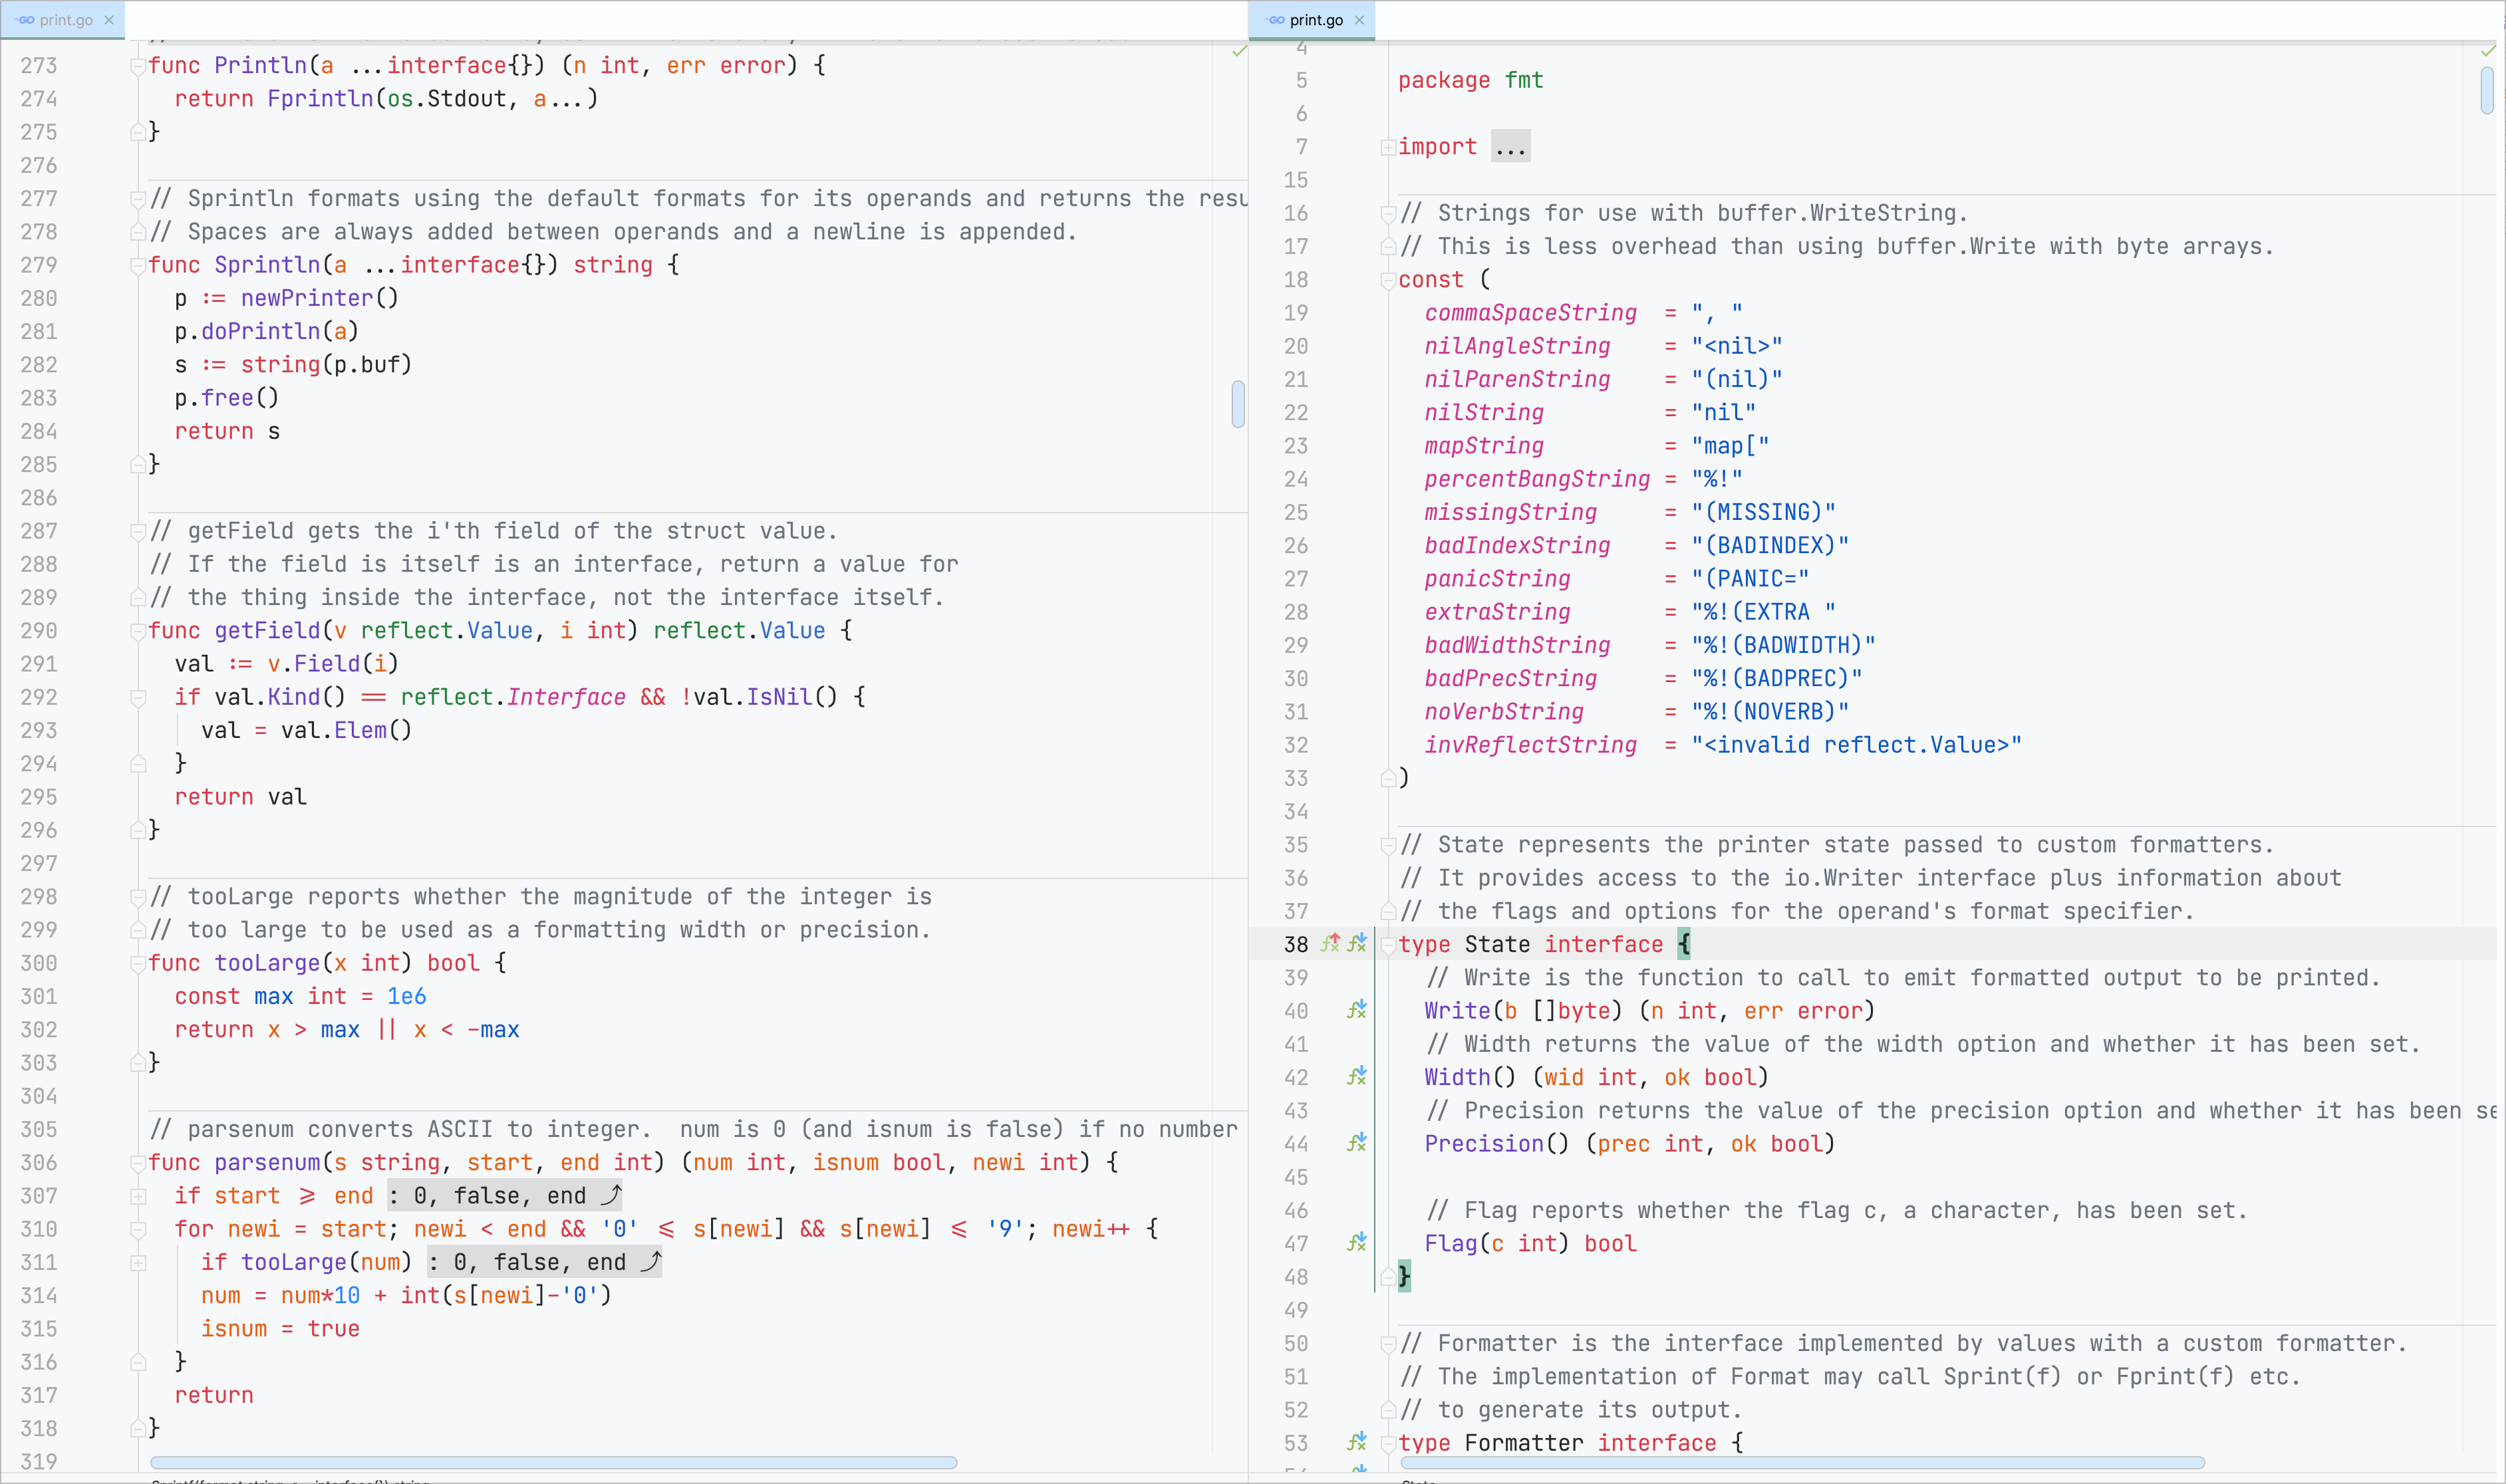 print.go
273 func Println(a ...interface{}) (n int, err error) {
274 return Fprintln(os.Stdout, a...)
275 }
276
277 // Sprintln formats using the default formats for its operands and returns the resu
278 // Spaces are always added between operands and a newline is appended.
279 func Sprintln(a ...interface{}) string {
280 p := newPrinter()
281 p.doPrintln(a)
282 s := string(p.buf)
283 p.free()
284 return s
285 }
286
287 // getField gets the i'th field of the struct value.
288 // If the field is itself is an interface, return a value for
289 // the thing inside the interface, not the interface itself.
290 func getField(v reflect.Value, i int) reflect.Value {
291 val := v.Field(i)
292 if val.Kind() == reflect.Interface && !val.IsNil() {
293 val = val.Elem()
294 }
295 return val
296 }
297
298 // tooLarge reports whether the magnitude of the integer is
299 // too large to be used as a formatting width or precision.
300 func tooLarge(x int) bool {
301 const max int = 1e6
302 return x > max || x < -max
303 }
304
305 // parsenum converts ASCII to integer.  num is 0 (and isnum is false) if no number
306 func parsenum(s string, start, end int) (num int, isnum bool, newi int) {
307 if start >= end : 0, false, end ⤴
310 for newi = start; newi < end && '0' <= s[newi] && s[newi] <= '9'; newi++ {
311 if tooLarge(num) : 0, false, end ⤴
314 num = num*10 + int(s[newi]-'0')
315 isnum = true
316 }
317 return
318 }
319
print.go
4
5 package fmt
6
7 import ...
15
16 // Strings for use with buffer.WriteString.
17 // This is less overhead than using buffer.Write with byte arrays.
18 const (
19 commaSpaceString = ", "
20 nilAngleString = "<nil>"
21 nilParenString = "(nil)"
22 nilString = "nil"
23 mapString = "map["
24 percentBangString = "%!"
25 missingString = "(MISSING)"
26 badIndexString = "(BADINDEX)"
27 panicString = "(PANIC="
28 extraString = "%!(EXTRA "
29 badWidthString = "%!(BADWIDTH)"
30 badPrecString = "%!(BADPREC)"
31 noVerbString = "%!(NOVERB)"
32 invReflectString = "<invalid reflect.Value>"
33 )
34
35 // State represents the printer state passed to custom formatters.
36 // It provides access to the io.Writer interface plus information about
37 // the flags and options for the operand's format specifier.
38 type State interface {
39 // Write is the function to call to emit formatted output to be printed.
40 Write(b []byte) (n int, err error)
41 // Width returns the value of the width option and whether it has been set.
42 Width() (wid int, ok bool)
43 // Precision returns the value of the precision option and whether it has been se
44 Precision() (prec int, ok bool)
45
46 // Flag reports whether the flag c, a character, has been set.
47 Flag(c int) bool
48 }
49
50 // Formatter is the interface implemented by values with a custom formatter.
51 // The implementation of Format may call Sprint(f) or Fprint(f) etc.
52 // to generate its output.
53 type Formatter interface {